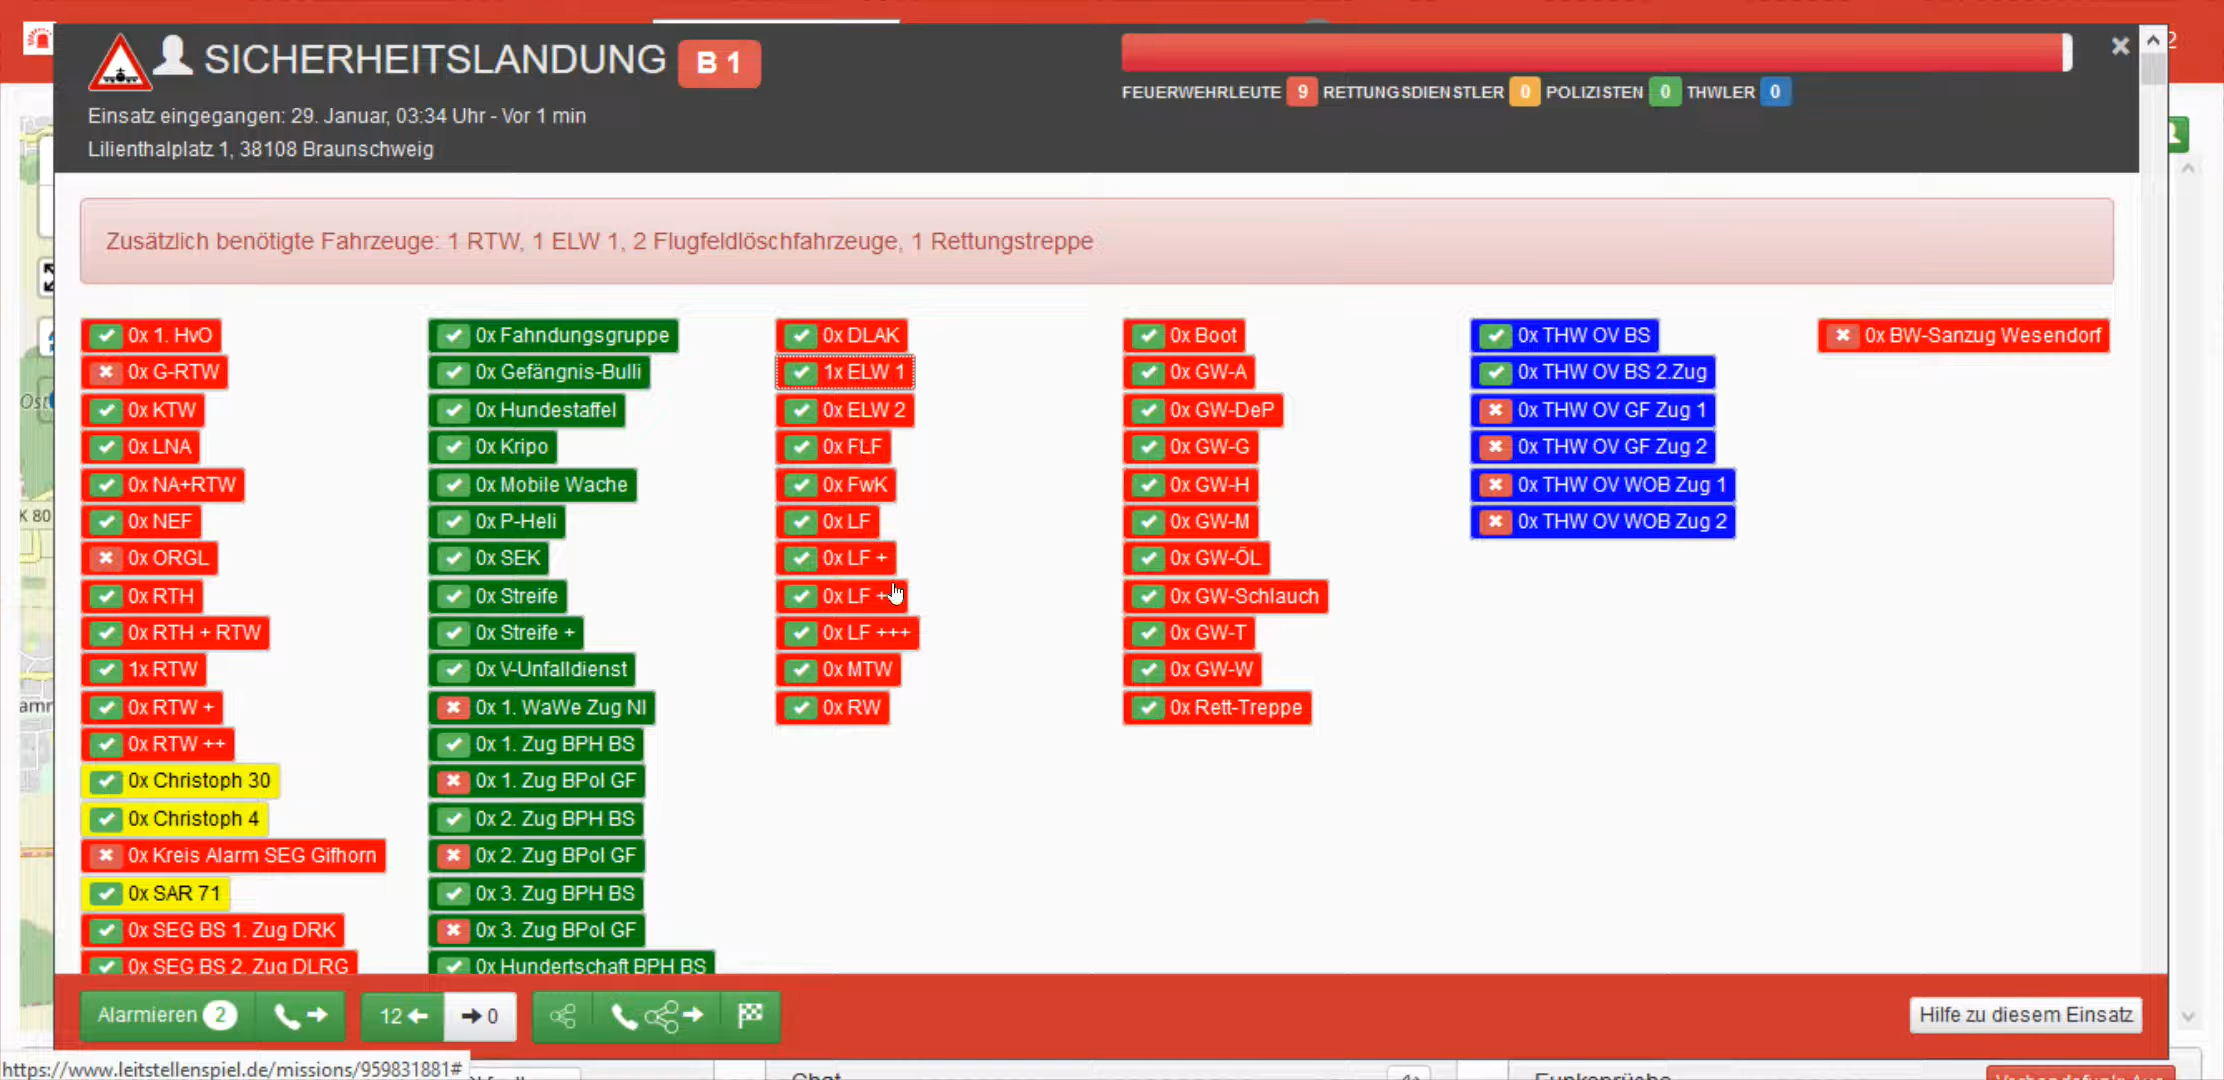 SICHERHEITSLANDUNG B 1
Einsatz eingegangen: 29. Januar, 03:34 Uhr - Vor 1 min
Lilienthalplatz 1, 38108 Braunschweig
FEUERWEHRLEUTE 9 RETTUNGSDIENSTLER 0 POLIZISTEN 0 THWLER 0
Zusätzlich benötigte Fahrzeuge: 1 RTW, 1 ELW 1, 2 Flugfeldlöschfahrzeuge, 1 Rettungstreppe
0x 1. HvO
0x G-RTW
0x KTW
0x LNA
0x NA+RTW
0x NEF
0x ORGL
0x RTH
0x RTH + RTW
1x RTW
0x RTW +
0x RTW ++
0x Christoph 30
0x Christoph 4
0x Kreis Alarm SEG Gifhorn
0x SAR 71
0x SEG BS 1. Zug DRK
0x SEG BS 2. Zug DLRG
0x Fahndungsgruppe
0x Gefängnis-Bulli
0x Hundestaffel
0x Kripo
0x Mobile Wache
0x P-Heli
0x SEK
0x Streife
0x Streife +
0x V-Unfalldienst
0x 1. WaWe Zug NI
0x 1. Zug BPH BS
0x 1. Zug BPol GF
0x 2. Zug BPH BS
0x 2. Zug BPol GF
0x 3. Zug BPH BS
0x 3. Zug BPol GF
0x Hundertschaft BPH BS
0x DLAK
1x ELW 1
0x ELW 2
0x FLF
0x FwK
0x LF
0x LF +
0x LF +
0x LF +++
0x MTW
0x RW
0x Boot
0x GW-A
0x GW-DeP
0x GW-G
0x GW-H
0x GW-M
0x GW-ÖL
0x GW-Schlauch
0x GW-T
0x GW-W
0x Rett-Treppe
0x THW OV BS
0x THW OV BS 2.Zug
0x THW OV GF Zug 1
0x THW OV GF Zug 2
0x THW OV WOB Zug 1
0x THW OV WOB Zug 2
0x BW-Sanzug Wesendorf
K 80
Ost
Alarmieren 2
12
0
Hilfe zu diesem Einsatz
https://www.leitstellenspiel.de/missions/959831881#
Chat
Funksprüche